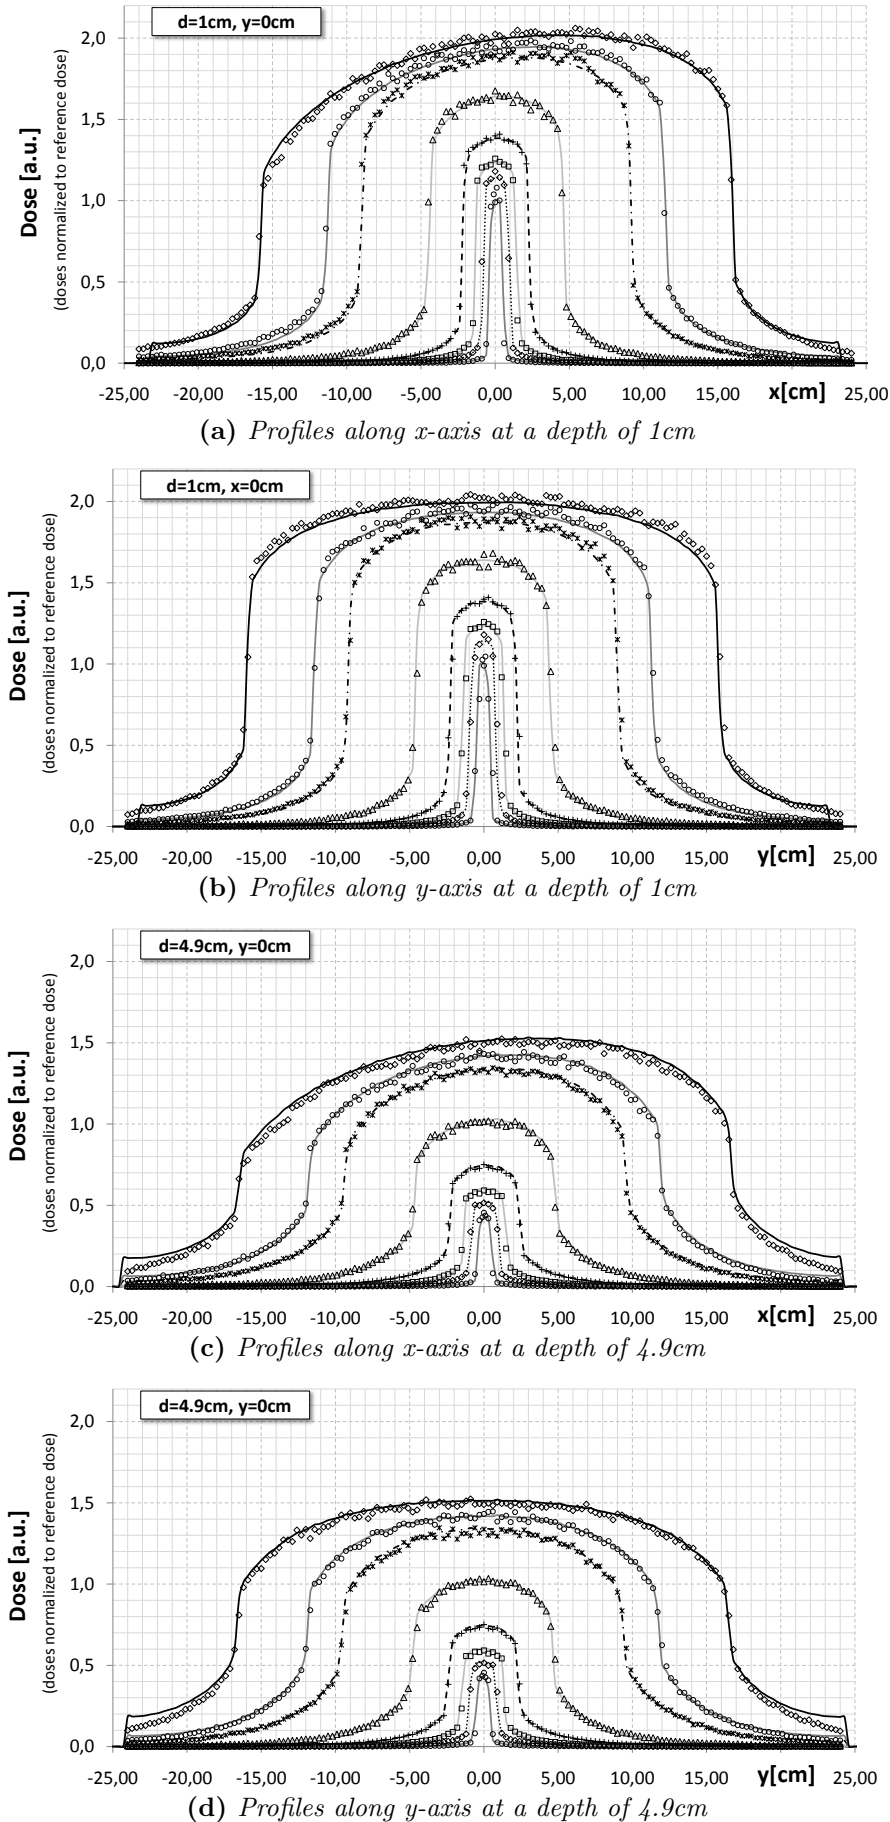 d=1cm, y=0cm
Dose [a.u.]
(doses normalized to reference dose)
2,0
1,5
1,0
0,5
0,0
-25,00 -20,00 -15,00 -10,00 -5,00 0,00 5,00 10,00 15,00 x[cm] 25,00
(a) Profiles along x-axis at a depth of 1cm
d=1cm, x=0cm
Dose [a.u.]
(doses normalized to reference dose)
2,0
1,5
1,0
0,5
0,0
-25,00 -20,00 -15,00 -10,00 -5,00 0,00 5,00 10,00 15,00 y[cm] 25,00
(b) Profiles along y-axis at a depth of 1cm
d=4.9cm, y=0cm
Dose [a.u.]
(doses normalized to reference dose)
2,0
1,5
1,0
0,5
0,0
-25,00 -20,00 -15,00 -10,00 -5,00 0,00 5,00 10,00 15,00 x[cm] 25,00
(c) Profiles along x-axis at a depth of 4.9cm
d=4.9cm, y=0cm
Dose [a.u.]
(doses normalized to reference dose)
2,0
1,5
1,0
0,5
0,0
-25,00 -20,00 -15,00 -10,00 -5,00 0,00 5,00 10,00 15,00 y[cm] 25,00
(d) Profiles along y-axis at a depth of 4.9cm